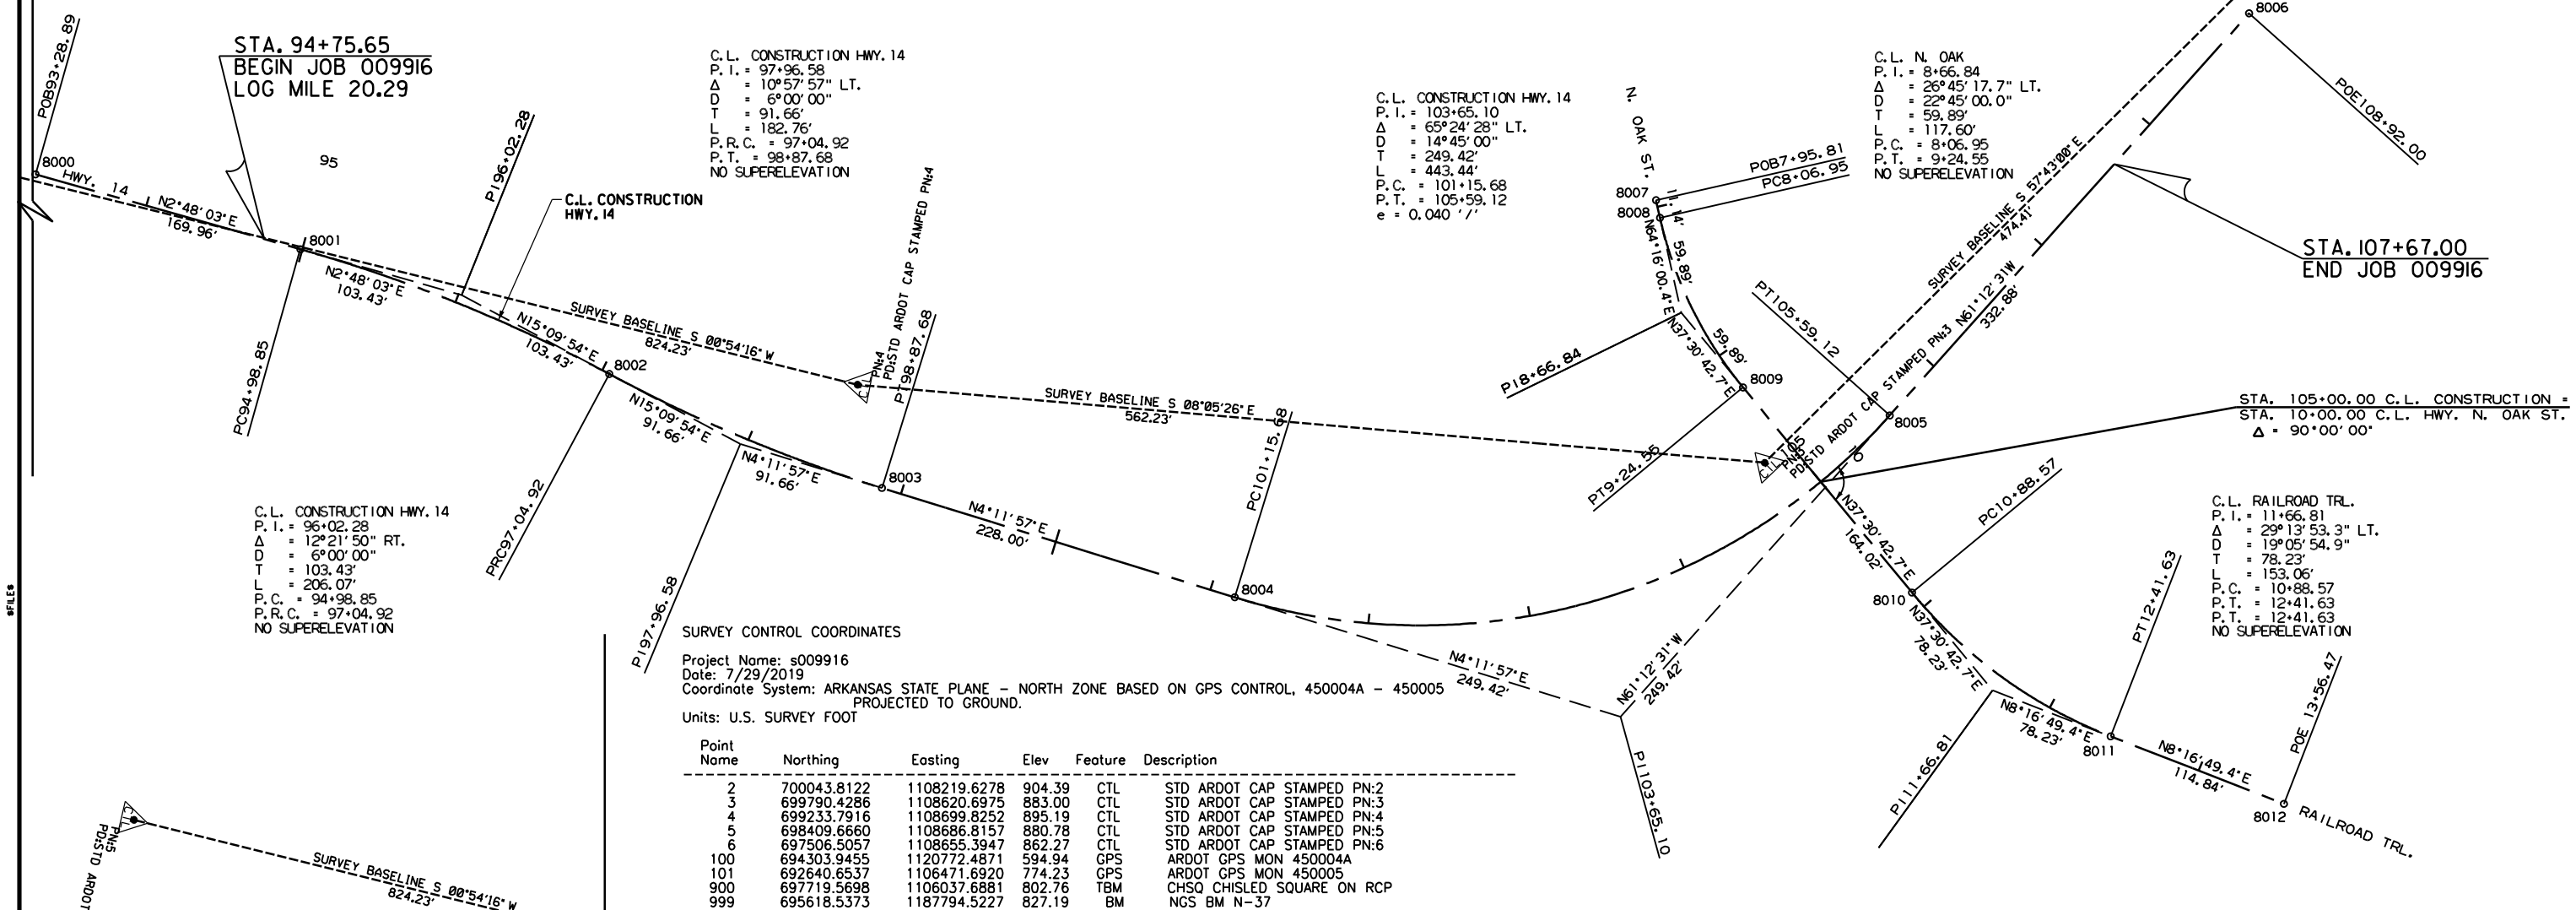 POB93+28.89
STA. 94+75.65
BEGIN JOB 009916
LOG MILE 20.29
8000
HWY. 14
95
N2°48'03"E
169.96'
8001
N2°48'03"E
103.43'
PC94+98.85
PI96+02.28
C.L. CONSTRUCTION
HWY. 14
C.L. CONSTRUCTION HWY. 14
P.I. = 97+96.58
Δ = 10°57'57" LT.
D = 6°00'00"
T = 91.66'
L = 182.76'
P.R.C. = 97+04.92
P.T. = 98+87.68
NO SUPERELEVATION
SURVEY BASELINE S 00°54'16" W
824.23'
N15°09'54"E
103.43'
8002
N15°09'54"E
91.66'
PRC97+04.92
PN:4
PD:STD ARDOT CAP STAMPED PN:4
PT98+87.68
N4°11'57"E
91.66'
PI97+96.58
8003
N4°11'57"E
228.00'
SURVEY BASELINE S 08°05'26"E
562.23'
PC101+15.68
8004
C.L. CONSTRUCTION HWY. 14
P.I. = 103+65.10
Δ = 65°24'28" LT.
D = 14°45'00"
T = 249.42'
L = 443.44'
P.C. = 101+15.68
P.T. = 105+59.12
e = 0.040 '/'
N. OAK ST.
8007
8008
POB7+95.81
PC8+06.95
11.14'
N64°16'00.4"E
59.89'
N37°30'42.7"E
59.89'
PI8+66.84
8009
PT9+24.55
C.L. N. OAK
P.I. = 8+66.84
Δ = 26°45'17.7" LT.
D = 22°45'00.0"
T = 59.89'
L = 117.60'
P.C. = 8+06.95
P.T. = 9+24.55
NO SUPERELEVATION
8006
POE108+92.00
SURVEY BASELINE S 57°43'00"E
474.41'
STA. 107+67.00
END JOB 009916
N61°12'31"W
332.88'
PT105+59.12
8005
PD:STD ARDOT CAP STAMPED PN:3
105
10
STA. 105+00.00 C.L. CONSTRUCTION =
STA. 10+00.00 C.L. HWY. N. OAK ST.
Δ = 90°00'00"
N37°30'42.7"E
164.02'
PC10+88.57
8010
N37°30'42.7"E
78.23'
PI11+66.81
N8°16'49.4"E
78.23'
8011
PT12+41.63
N8°16'49.4"E
114.84'
POE 13+56.47
8012
RAILROAD TRL.
C.L. RAILROAD TRL.
P.I. = 11+66.81
Δ = 29°13'53.3" LT.
D = 19°05'54.9"
T = 78.23'
L = 153.06'
P.C. = 10+88.57
P.T. = 12+41.63
P.T. = 12+41.63
NO SUPERELEVATION
N4°11'57"E
249.42'
N61°12'31"W
249.42'
PI103+65.10
C.L. CONSTRUCTION HWY. 14
P.I. = 96+02.28
Δ = 12°21'50" RT.
D = 6°00'00"
T = 103.43'
L = 206.07'
P.C. = 94+98.85
P.R.C. = 97+04.92
NO SUPERELEVATION
$FILE$
SURVEY CONTROL COORDINATES
Project Name: s009916
Date: 7/29/2019
Coordinate System: ARKANSAS STATE PLANE - NORTH ZONE BASED ON GPS CONTROL, 450004A - 450005
PROJECTED TO GROUND.
Units: U.S. SURVEY FOOT
Point
Name Northing Easting Elev Feature Description
2 700043.8122 1108219.6278 904.39 CTL STD ARDOT CAP STAMPED PN:2
3 699790.4286 1108620.6975 883.00 CTL STD ARDOT CAP STAMPED PN:3
4 699233.7916 1108699.8252 895.19 CTL STD ARDOT CAP STAMPED PN:4
5 698409.6660 1108686.8157 880.78 CTL STD ARDOT CAP STAMPED PN:5
6 697506.5057 1108655.3947 862.27 CTL STD ARDOT CAP STAMPED PN:6
100 694303.9455 1120772.4871 594.94 GPS ARDOT GPS MON 450004A
101 692640.6537 1106471.6920 774.23 GPS ARDOT GPS MON 450005
900 697719.5698 1106037.6881 802.76 TBM CHSQ CHISLED SQUARE ON RCP
999 695618.5373 1187794.5227 827.19 BM NGS BM N-37
PN:5
PD:STD ARDOT
SURVEY BASELINE S 00°54'16" W
824.23'